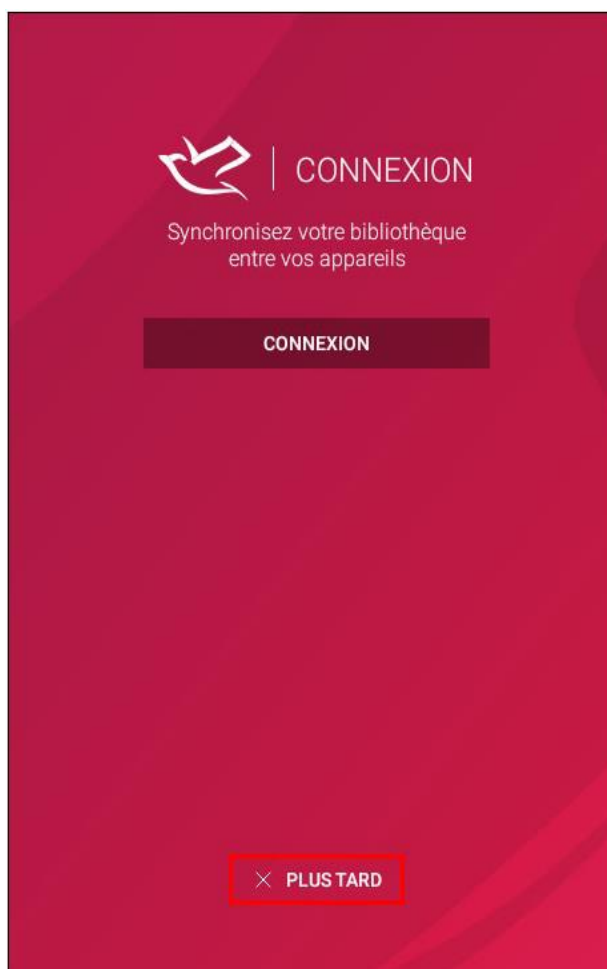 CONNEXION
Synchronisez votre bibliothèque
entre vos appareils
CONNEXION
PLUS TARD